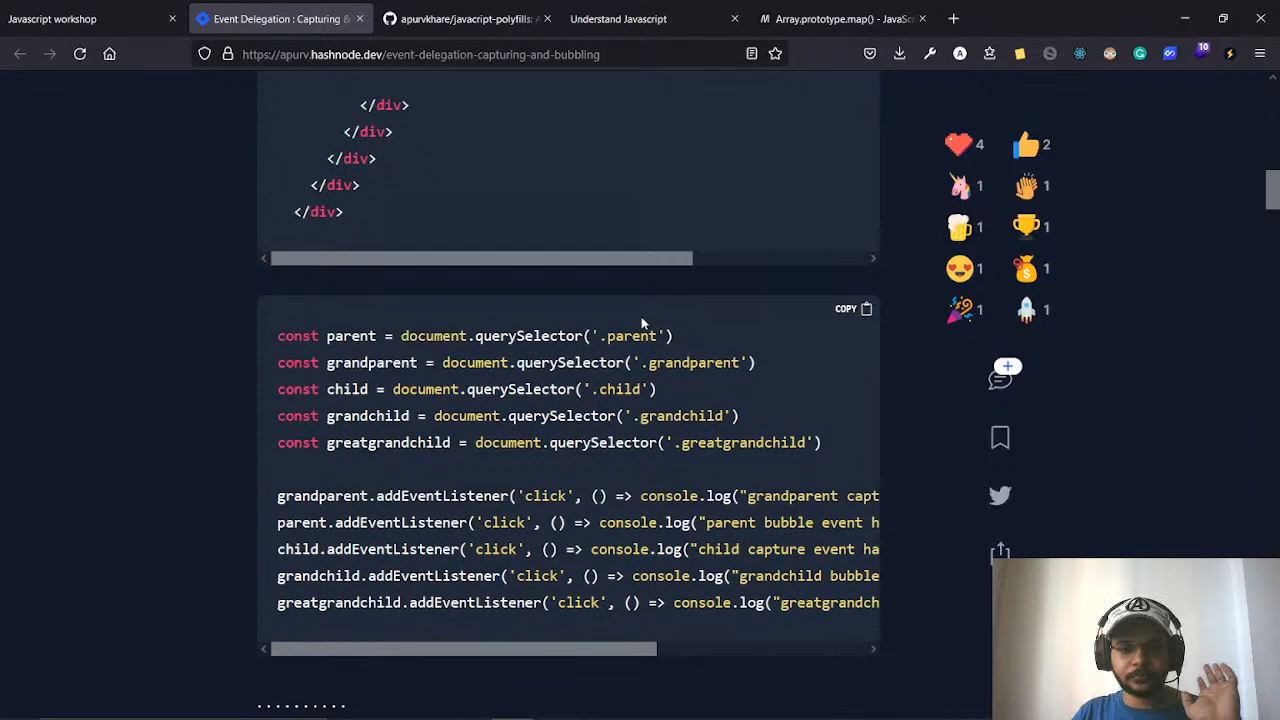 Javascript workshop
Event Delegation : Capturing &
apurvkhare/javacript-polyfills: A
Understand Javascript
Array.prototype.map() - JavaScr
https://apurv.hashnode.dev/event-delegation-capturing-and-bubbling
10
</div>
</div>
</div>
</div>
</div>
4
2
1
1
1
1
1
1
1
1
COPY
const parent = document.querySelector('.parent')
const grandparent = document.querySelector('.grandparent')
const child = document.querySelector('.child')
const grandchild = document.querySelector('.grandchild')
const greatgrandchild = document.querySelector('.greatgrandchild')
grandparent.addEventListener('click', () => console.log("grandparent capt
parent.addEventListener('click', () => console.log("parent bubble event h
child.addEventListener('click', () => console.log("child capture event ha
grandchild.addEventListener('click', () => console.log("grandchild bubble
greatgrandchild.addEventListener('click', () => console.log("greatgrandch
..........